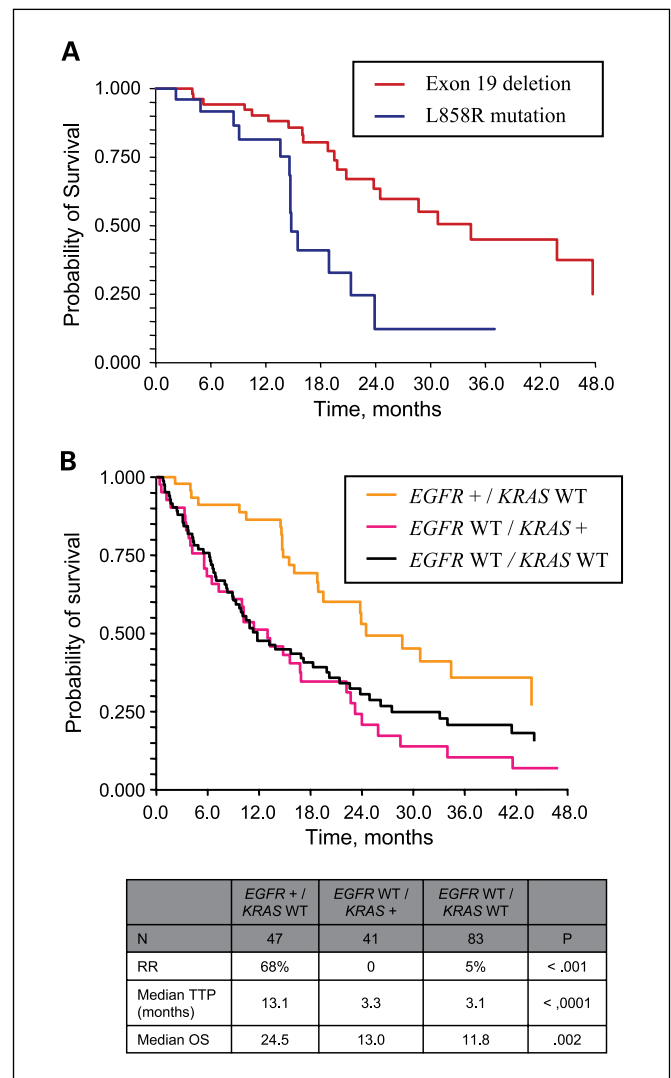 A
Exon 19 deletion
L858R mutation
Probability of Survival
1.000
0.750
0.500
0.250
0.000
0.0 6.0 12.0 18.0 24.0 30.0 36.0 42.0 48.0
Time, months
B
EGFR + / KRAS WT
EGFR WT / KRAS +
EGFR WT / KRAS WT
Probability of survival
1.000
0.750
0.500
0.250
0.000
0.0 6.0 12.0 18.0 24.0 30.0 36.0 42.0 48.0
Time, months
EGFR + / EGFR WT / EGFR WT /
KRAS WT KRAS + KRAS WT
N 47 41 83 P
RR 68% 0 5% < .001
Median TTP
(months) 13.1 3.3 3.1 < ,0001
Median OS 24.5 13.0 11.8 .002